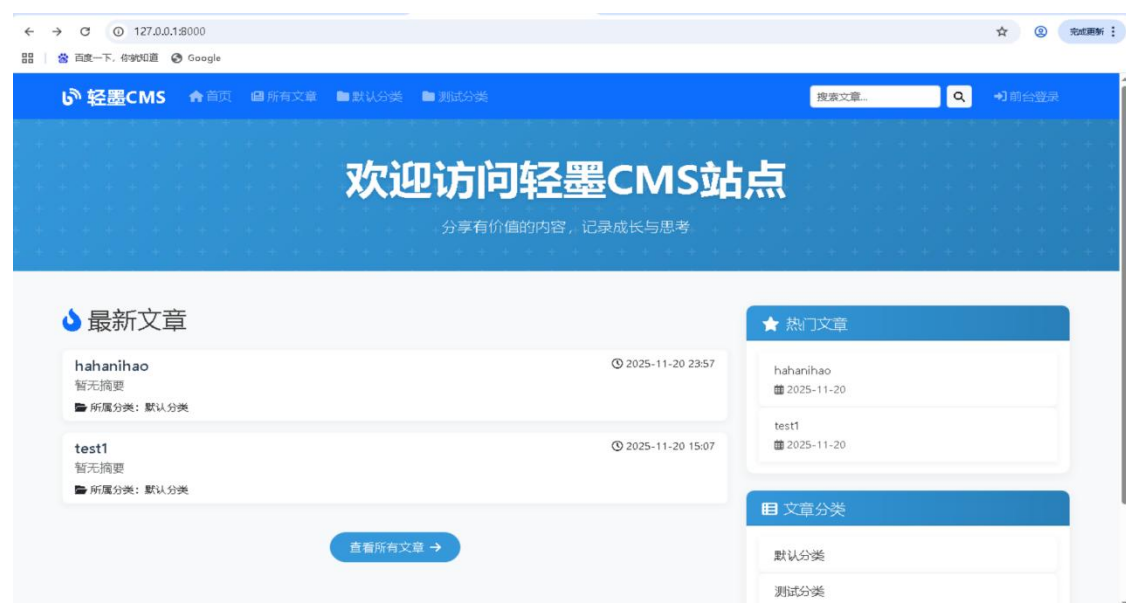 127.0.0.1:8000
完成更新
百度一下，你就知道 Google
轻墨CMS 首页 所有文章 默认分类 测试分类 搜索文章... 前台登录
欢迎访问轻墨CMS站点
分享有价值的内容，记录成长与思考
最新文章
hahanihao 2025-11-20 23:57
暂无摘要
所属分类：默认分类
test1 2025-11-20 15:07
暂无摘要
所属分类：默认分类
查看所有文章 →
热门文章
hahanihao
2025-11-20
test1
2025-11-20
文章分类
默认分类
测试分类